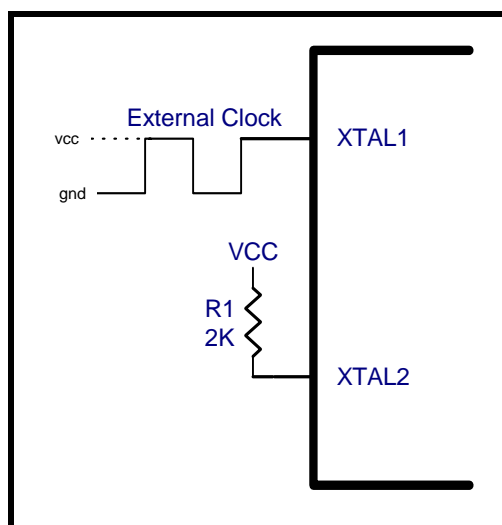 External Clock
vcc
XTAL1
gnd
VCC
R1
2K
XTAL2